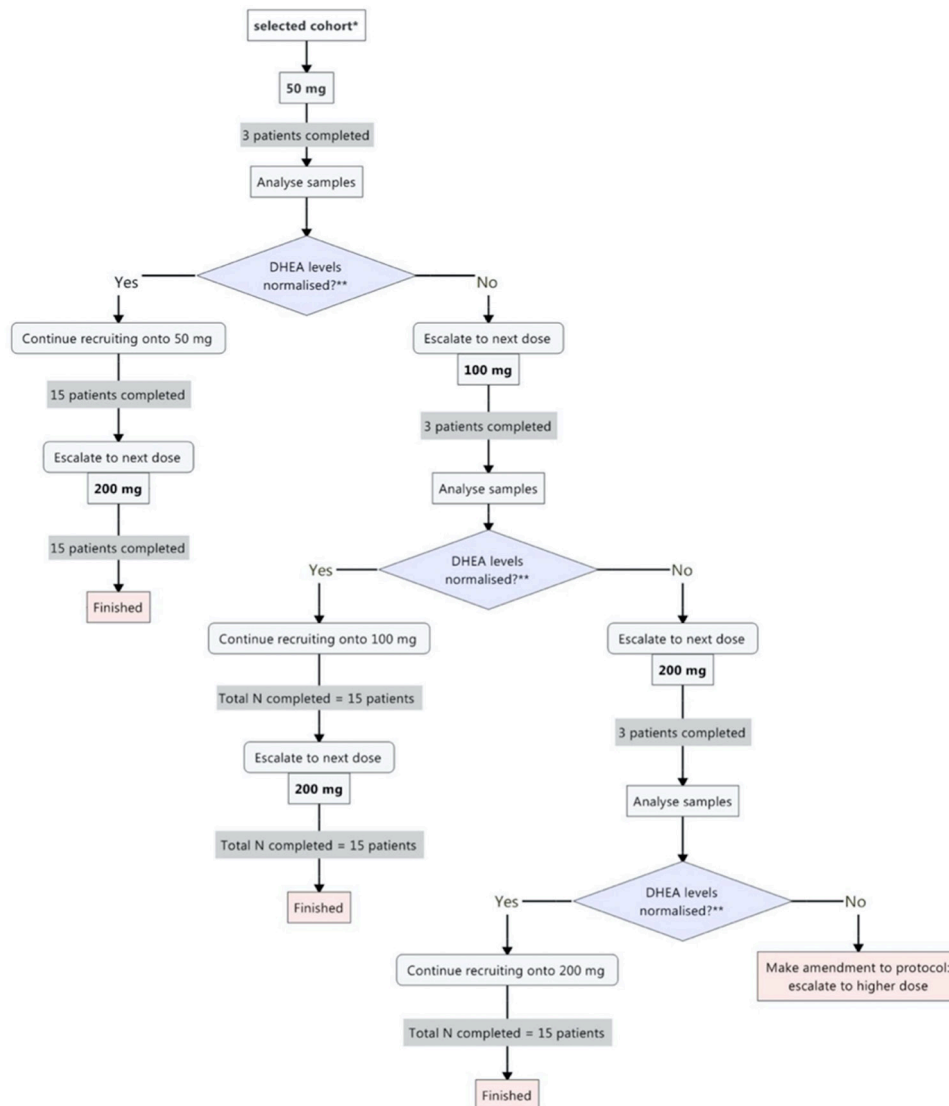 selected cohort*
50 mg
3 patients completed
Analyse samples
DHEA levels
normalised?**
Yes
No
Continue recruiting onto 50 mg
15 patients completed
Escalate to next dose
200 mg
15 patients completed
Finished
Escalate to next dose
100 mg
3 patients completed
Analyse samples
DHEA levels
normalised?**
Yes
No
Continue recruiting onto 100 mg
Total N completed = 15 patients
Escalate to next dose
200 mg
Total N completed = 15 patients
Finished
Escalate to next dose
200 mg
3 patients completed
Analyse samples
DHEA levels
normalised?**
Yes
No
Continue recruiting onto 200 mg
Total N completed = 15 patients
Finished
Make amendment to protocol:
escalate to higher dose